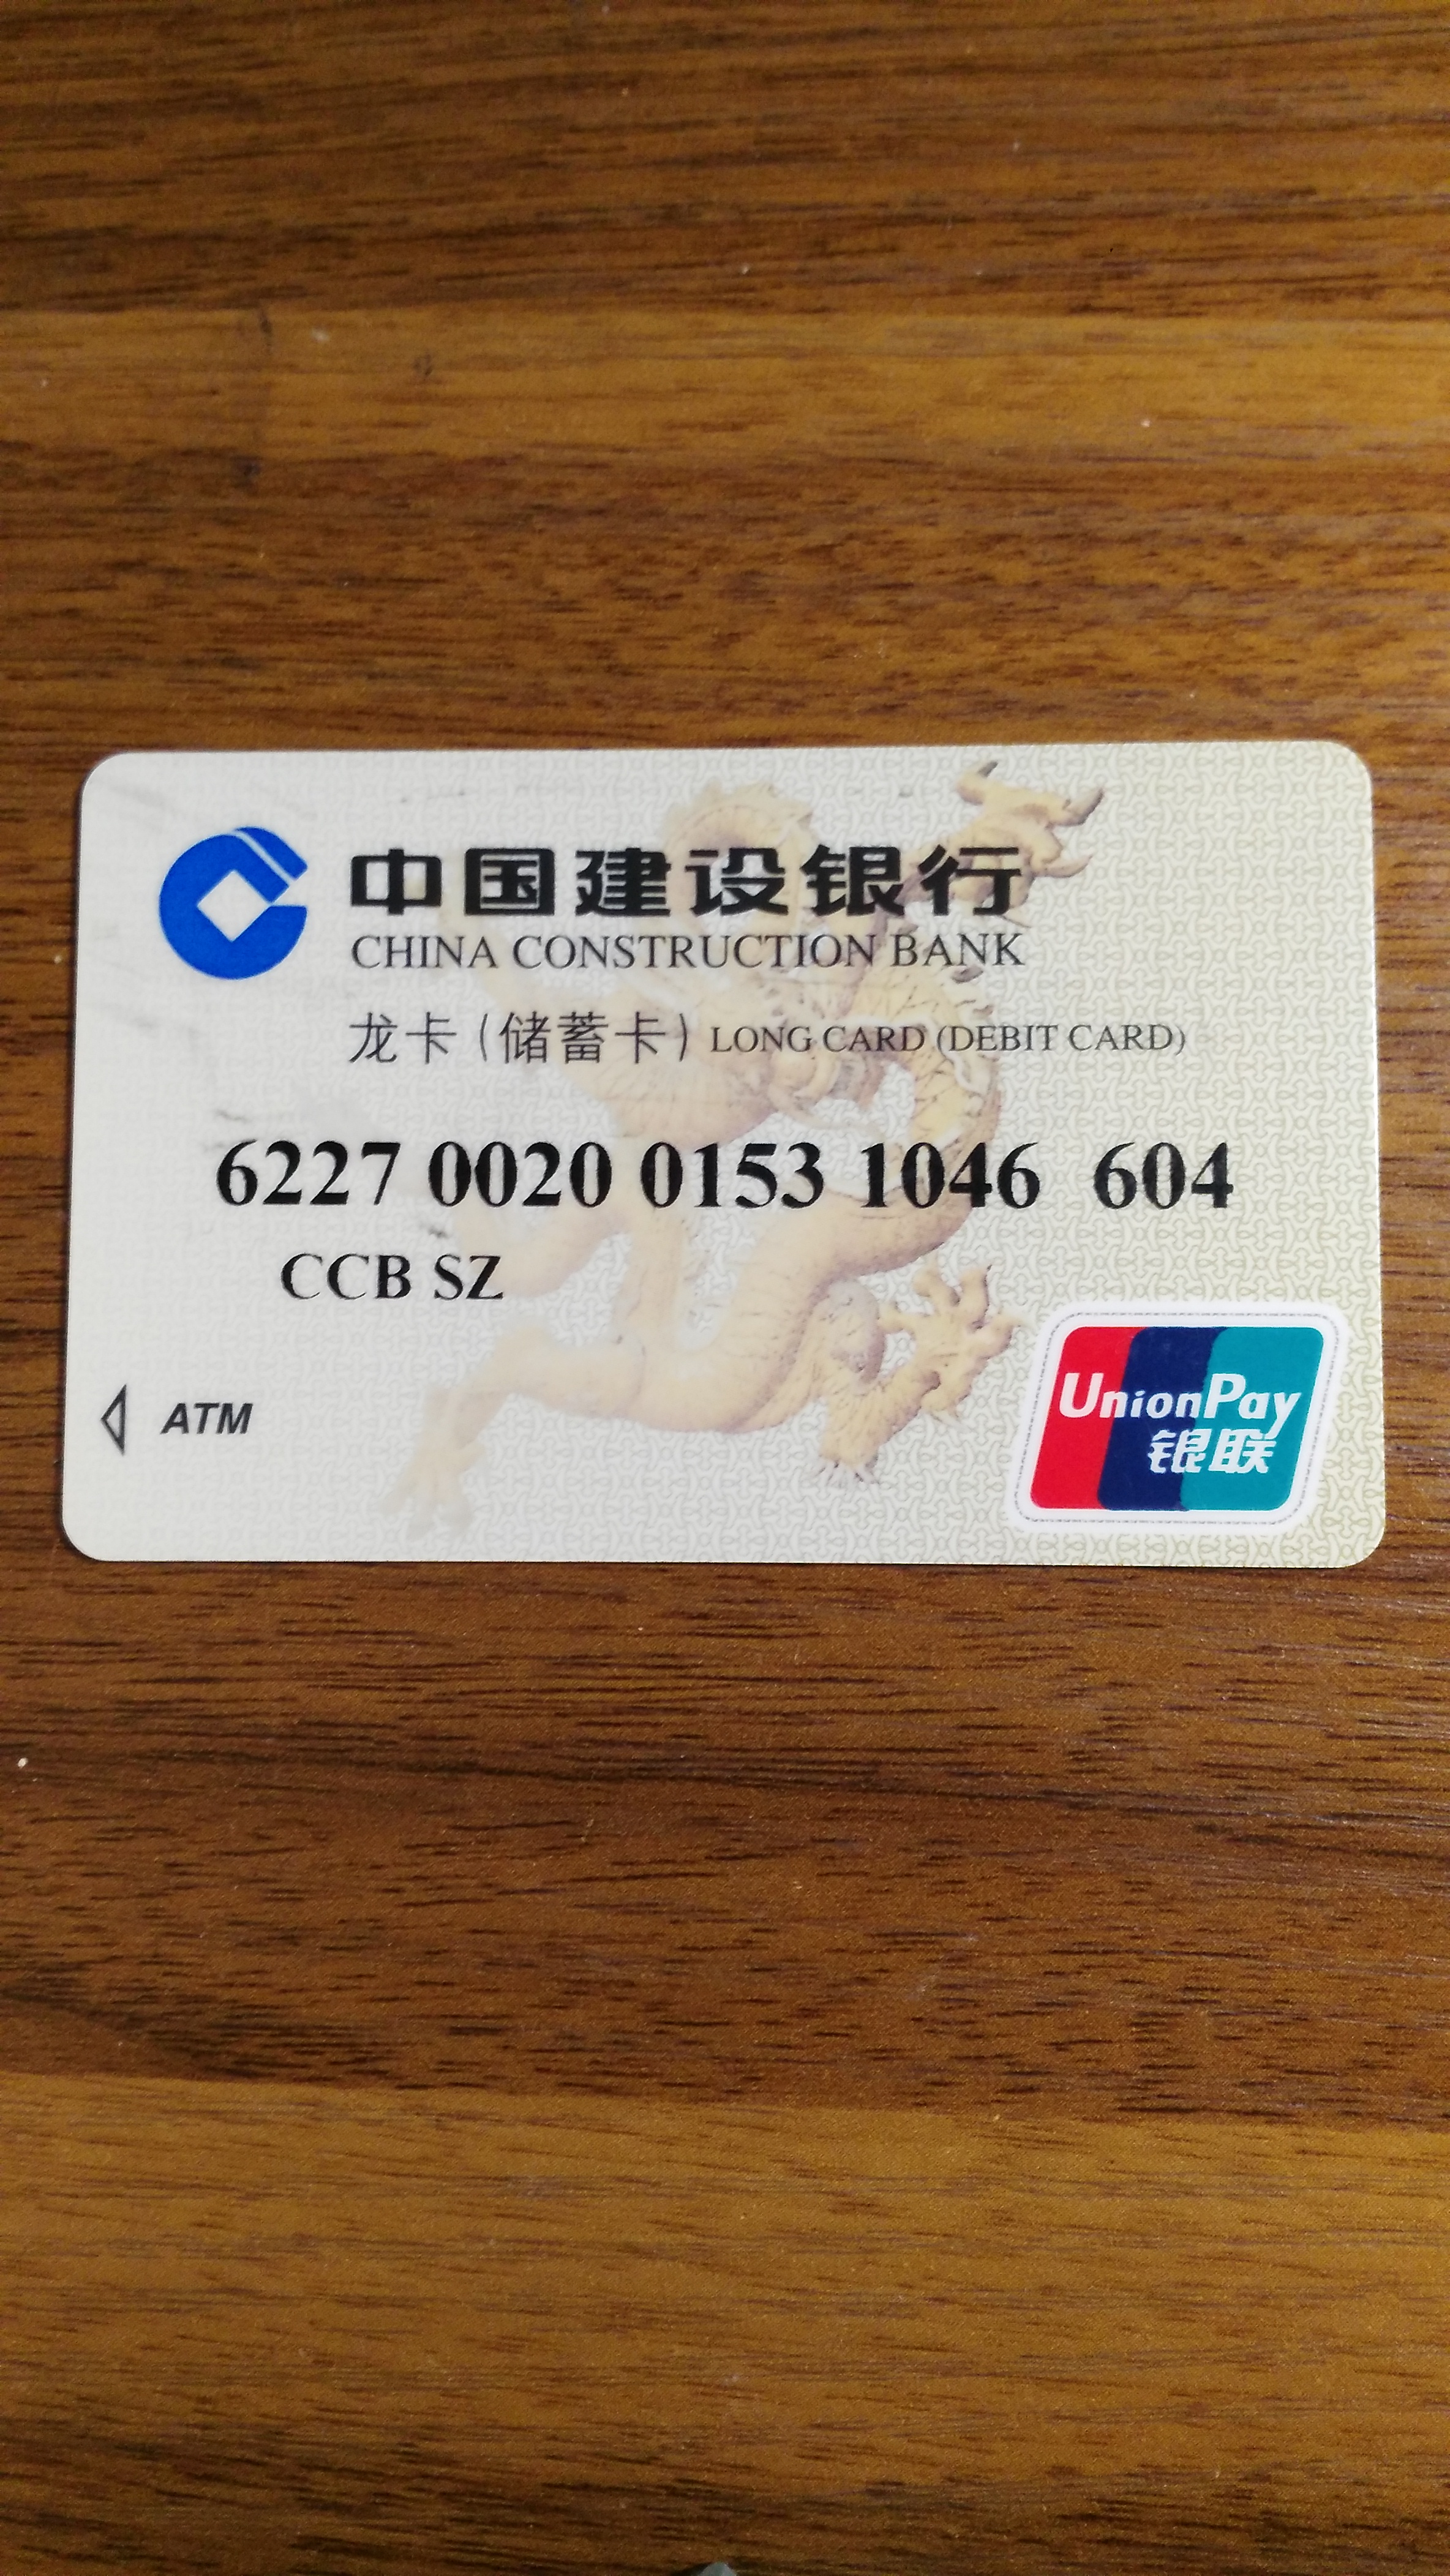 中国建设银行
CHINA CONSTRUCTION BANK
龙卡(储蓄卡) LONG CARD (DEBIT CARD)
6227 0020 0153 1046 604
CCB SZ
ATM
UnionPay
银联